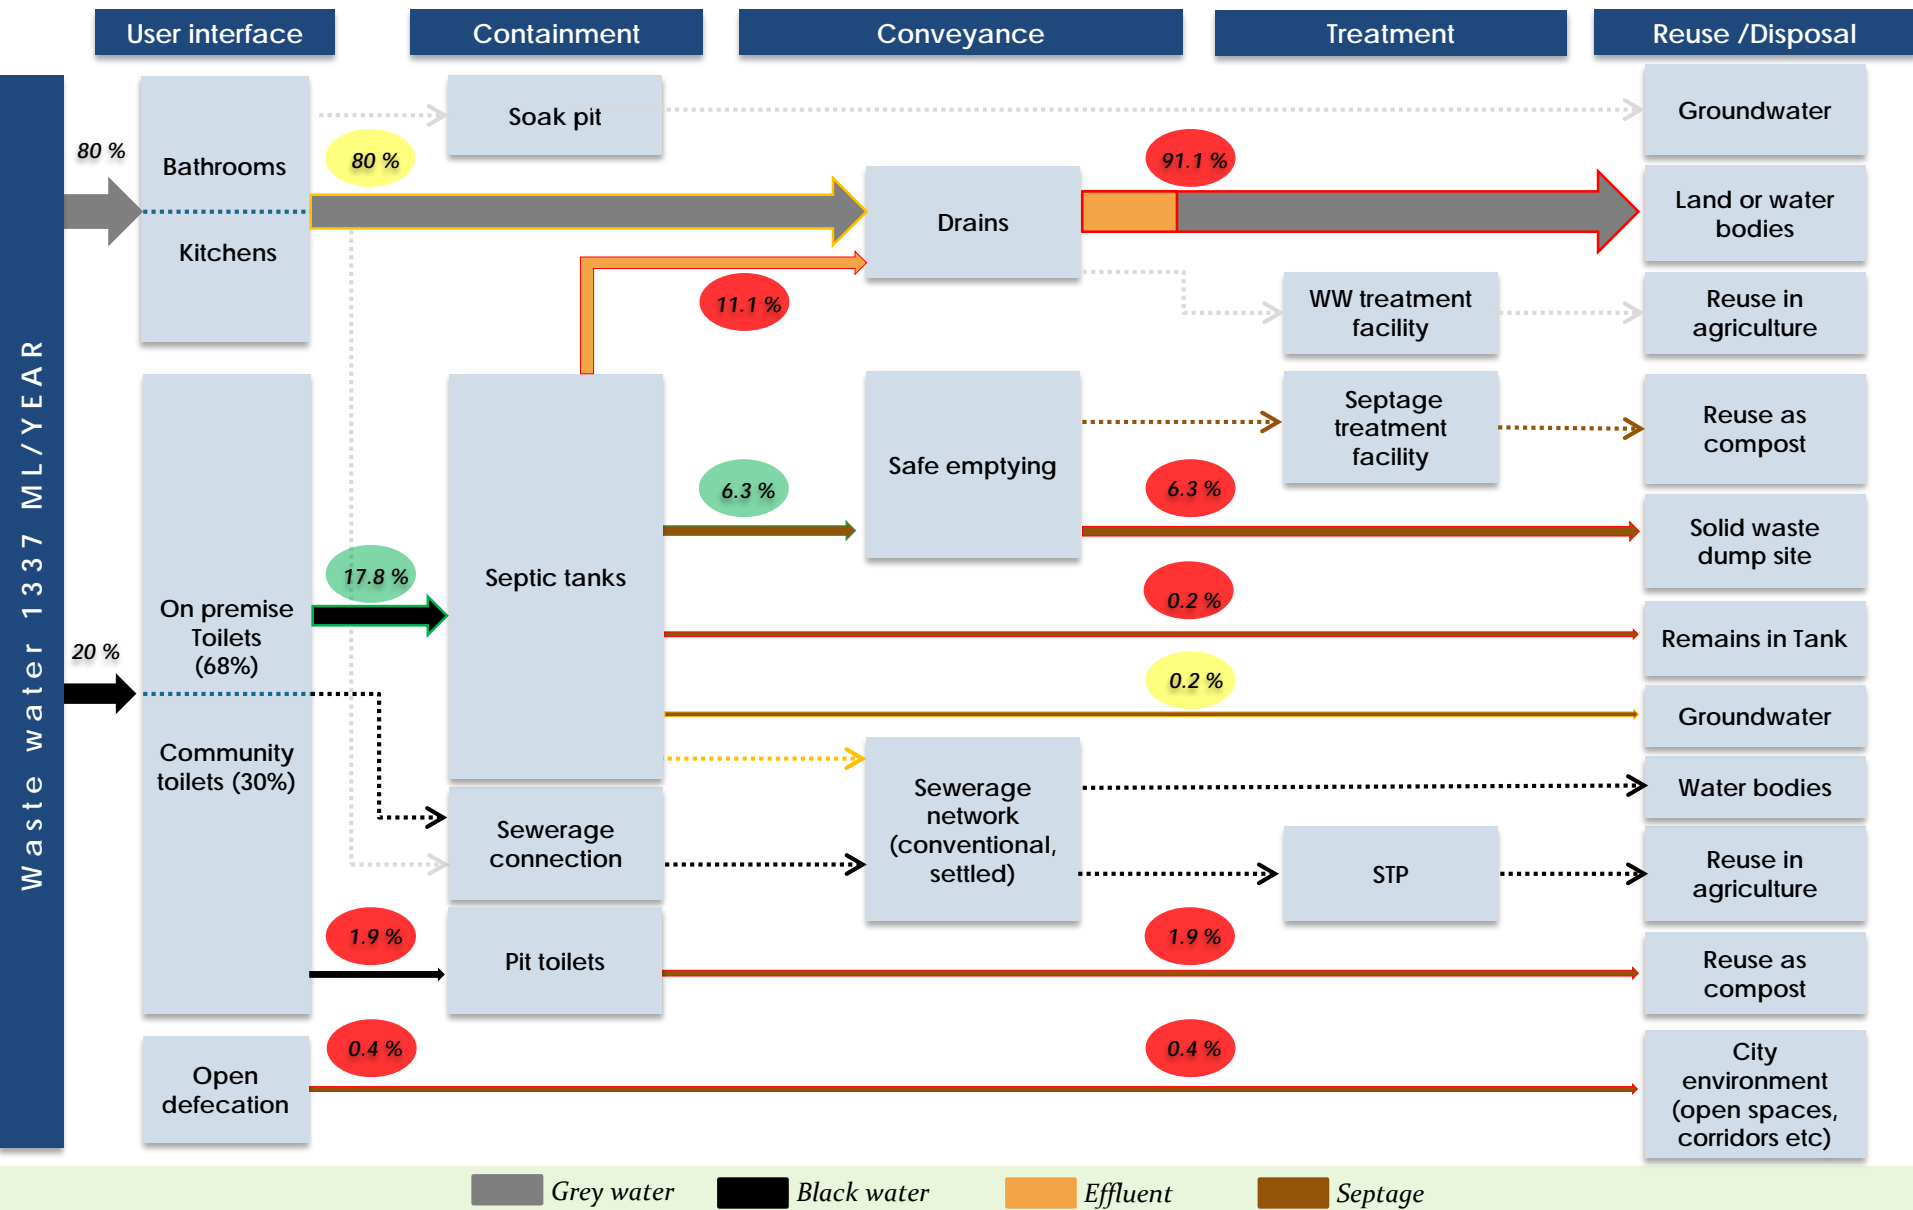 User interface
Containment
Conveyance
Treatment
Reuse /Disposal
Waste water 1337 ML/YEAR
80 %
20 %
Bathrooms
Kitchens
80 %
Soak pit
Groundwater
Drains
91.1 %
Land or water
bodies
11.1 %
WW treatment
facility
Reuse in
agriculture
On premise
Toilets
(68%)
Community
toilets (30%)
17.8 %
Septic tanks
6.3 %
Safe emptying
Septage
treatment
facility
Reuse as
compost
6.3 %
Solid waste
dump site
0.2 %
Remains in Tank
0.2 %
Groundwater
Sewerage
connection
Sewerage
network
(conventional,
settled)
Water bodies
STP
Reuse in
agriculture
1.9 %
Pit toilets
1.9 %
Reuse as
compost
Open
defecation
0.4 %
0.4 %
City
environment
(open spaces,
corridors etc)
Grey water
Black water
Effluent
Septage